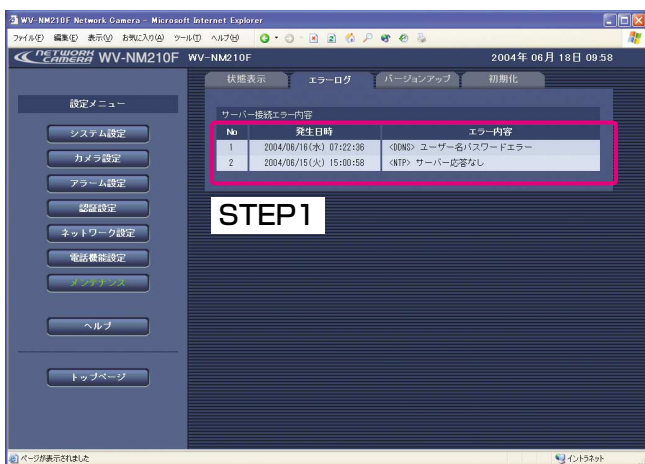 WV-NM210F Network Camera - Microsoft Internet Explorer
ファイル(F) 編集(E) 表示(V) お気に入り(A) ツール(T) ヘルプ(H)
NETWORK CAMERA WV-NM210F WV-NM210F 2004年 06月 18日 09:58
状態表示 エラーログ バージョンアップ 初期化
設定メニュー
システム設定
カメラ設定
アラーム設定
認証設定
ネットワーク設定
電話機能設定
メンテナンス
ヘルプ
トップページ
サーバー接続エラー内容
No 発生日時 エラー内容
1 2004/06/16(水) 07:22:36 <DDNS> ユーザー名パスワードエラー
2 2004/06/15(火) 15:00:58 <NTP> サーバー応答なし
STEP1
ページが表示されました イントラネット